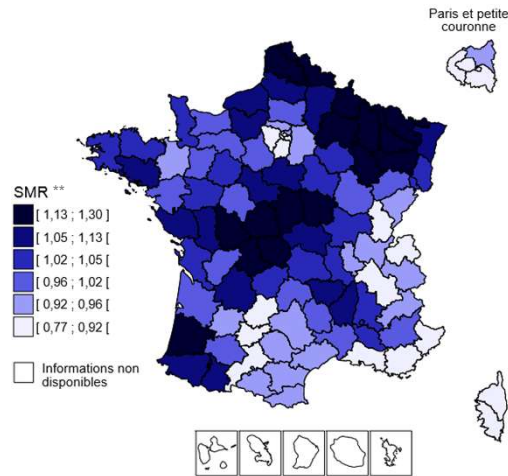 Paris et petite
couronne
SMR **
[ 1,13 ; 1,30 [
[ 1,05 ; 1,13 [
[ 1,02 ; 1,05 [
[ 0,96 ; 1,02 [
[ 0,92 ; 0,96 [
[ 0,77 ; 0,92 [
Informations non
disponibles